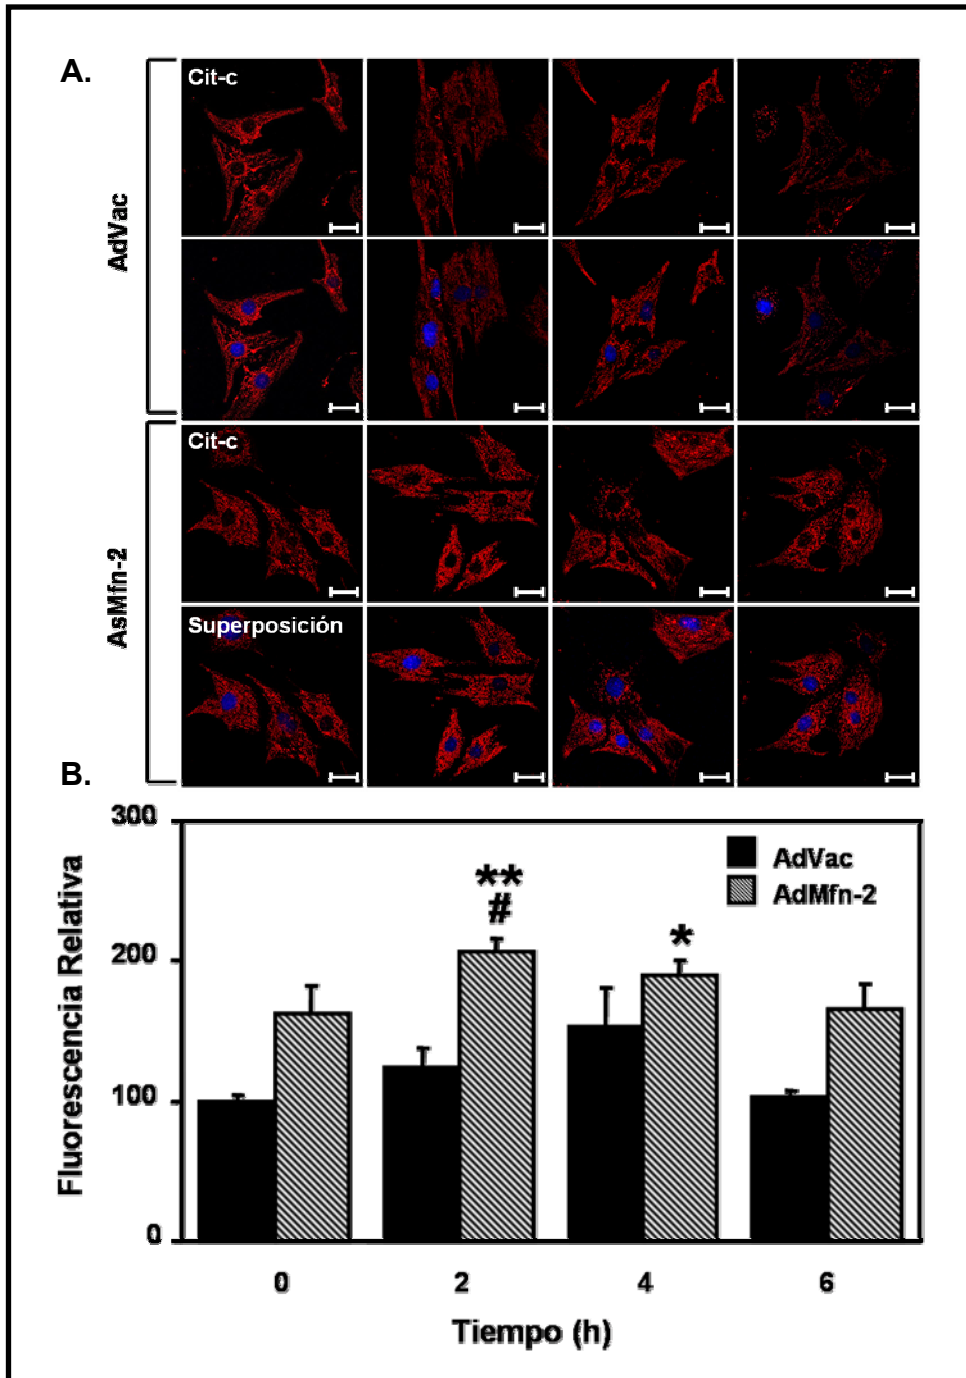 A.
Cit-c
AdVac
Cit-c
AsMfn-2
Superposición
B.
300
200
100
0
Fluorescencia Relativa
AdVac
AdMfn-2
**
#
*
0 2 4 6
Tiempo (h)